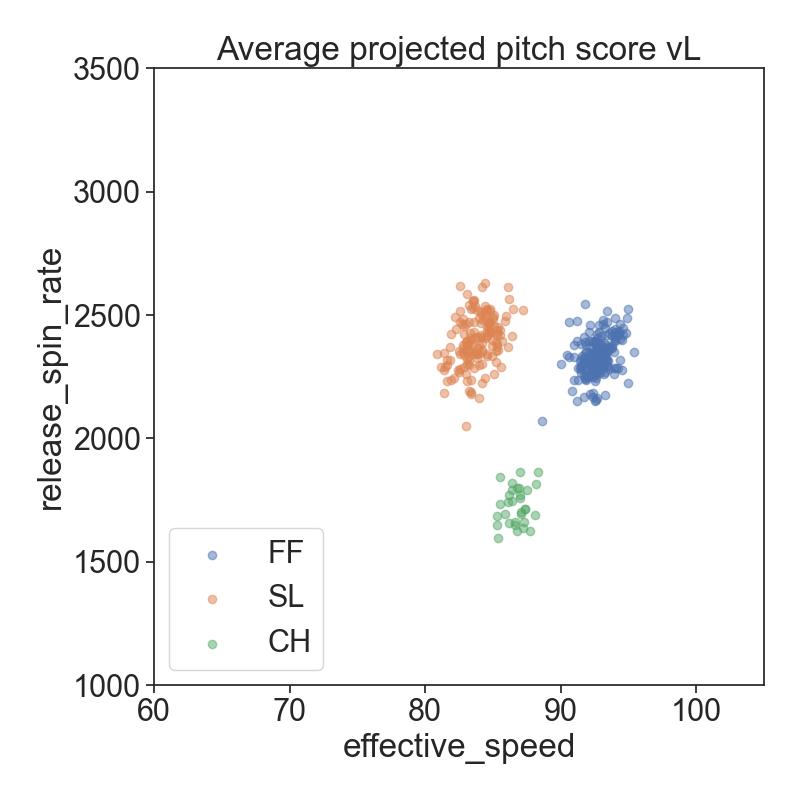 Average projected pitch score vL
3500
3000
2500
2000
1500
1000
release_spin_rate
FF
SL
CH
60 70 80 90 100
effective_speed